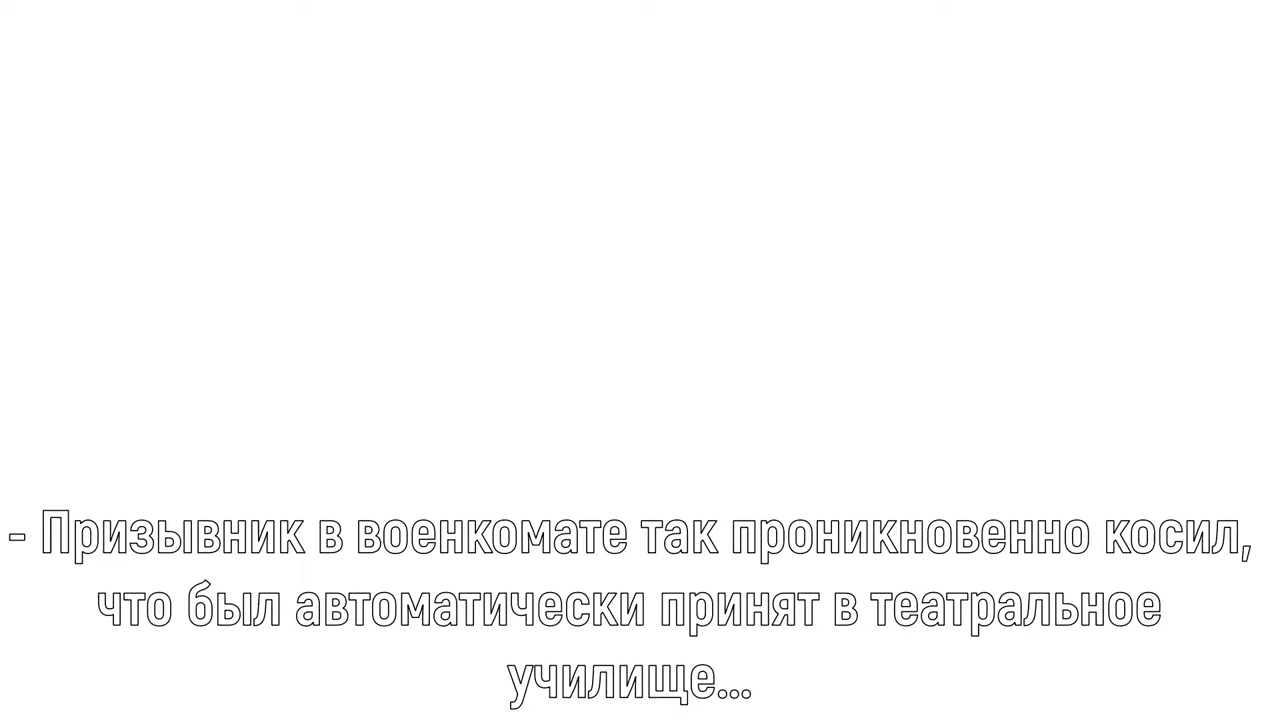 - Призывник в военкомате так проникновенно косил,
что был автоматически принят в театральное
училище...